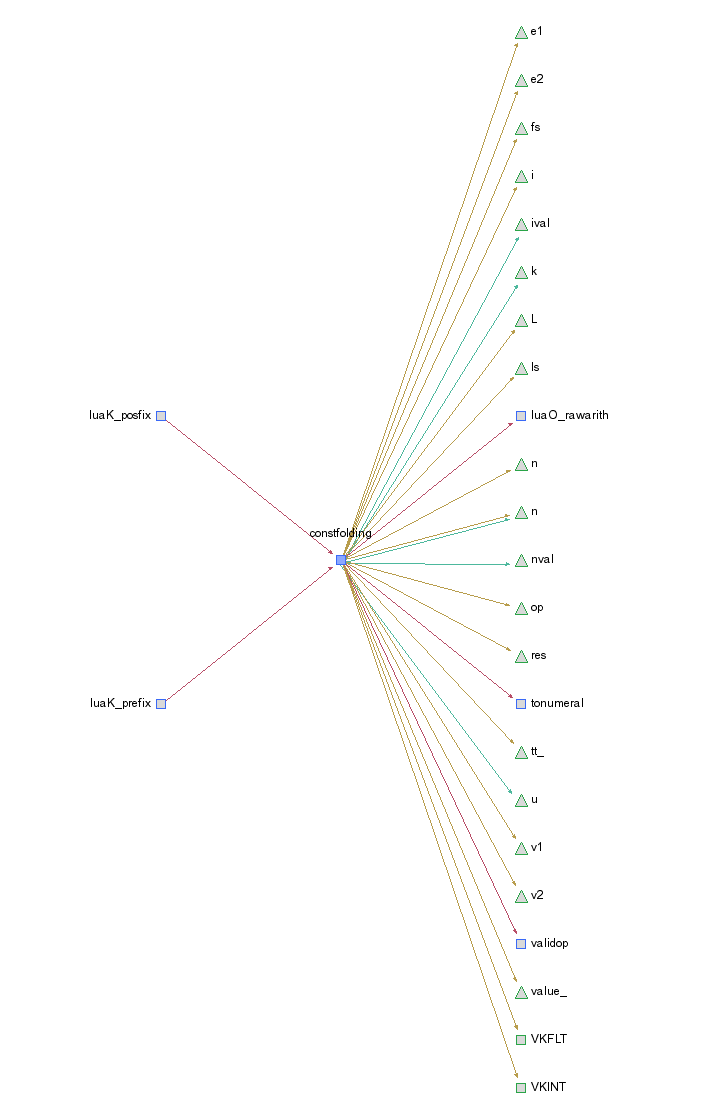 e1
e2
fs
i
ival
k
L
ls
luaK_posfix
luaO_rawarith
n
n
constfolding
nval
op
res
luaK_prefix
tonumeral
tt_
u
v1
v2
validop
value_
VKFLT
VKINT